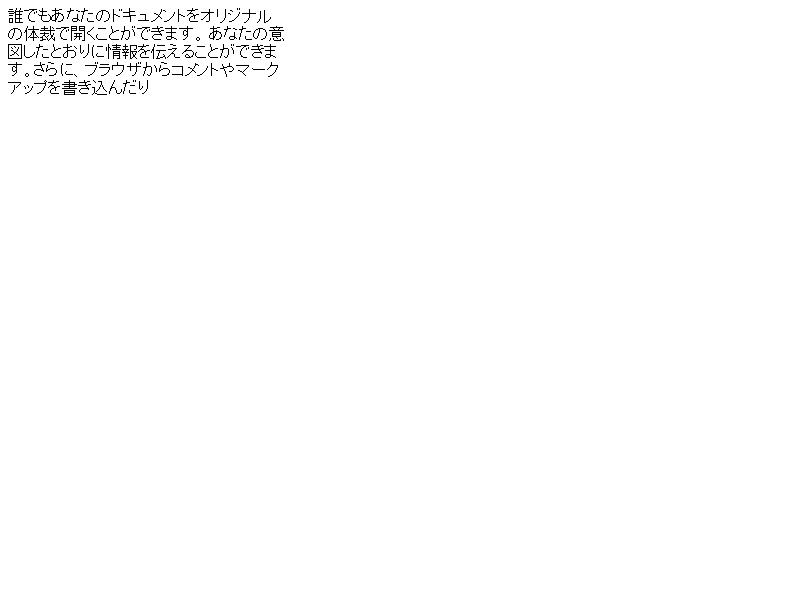 誰でもあなたのドキュメントをオリジナル
の体裁で開くことができます。あなたの意
図したとおりに情報を伝えることができま
す。さらに、ブラウザからコメントやマーク
アップを書き込んだり